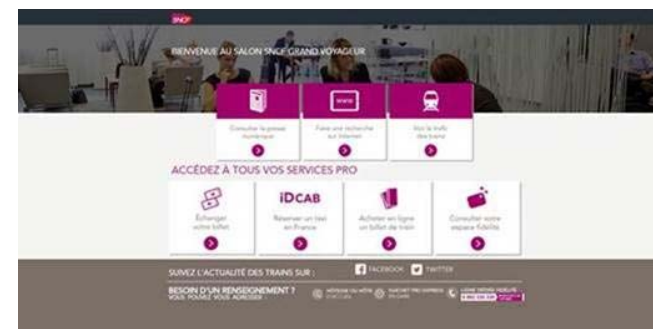 SNCF
BIENVENUE AU SALON SNCF GRAND VOYAGEUR
www
Consulter la presse
numérique
Faire une recherche
sur internet
Voir le trafic
des trains
ACCÉDEZ À TOUS VOS SERVICES PRO
Échanger
votre billet
iDCAB
Réserver un taxi
en France
Acheter en ligne
un billet de train
Consulter votre
espace fidélité
SUIVEZ L'ACTUALITÉ DES TRAINS SUR :
FACEBOOK
TWITTER
BESOIN D'UN RENSEIGNEMENT ?
VOUS POUVEZ VOUS ADRESSER :